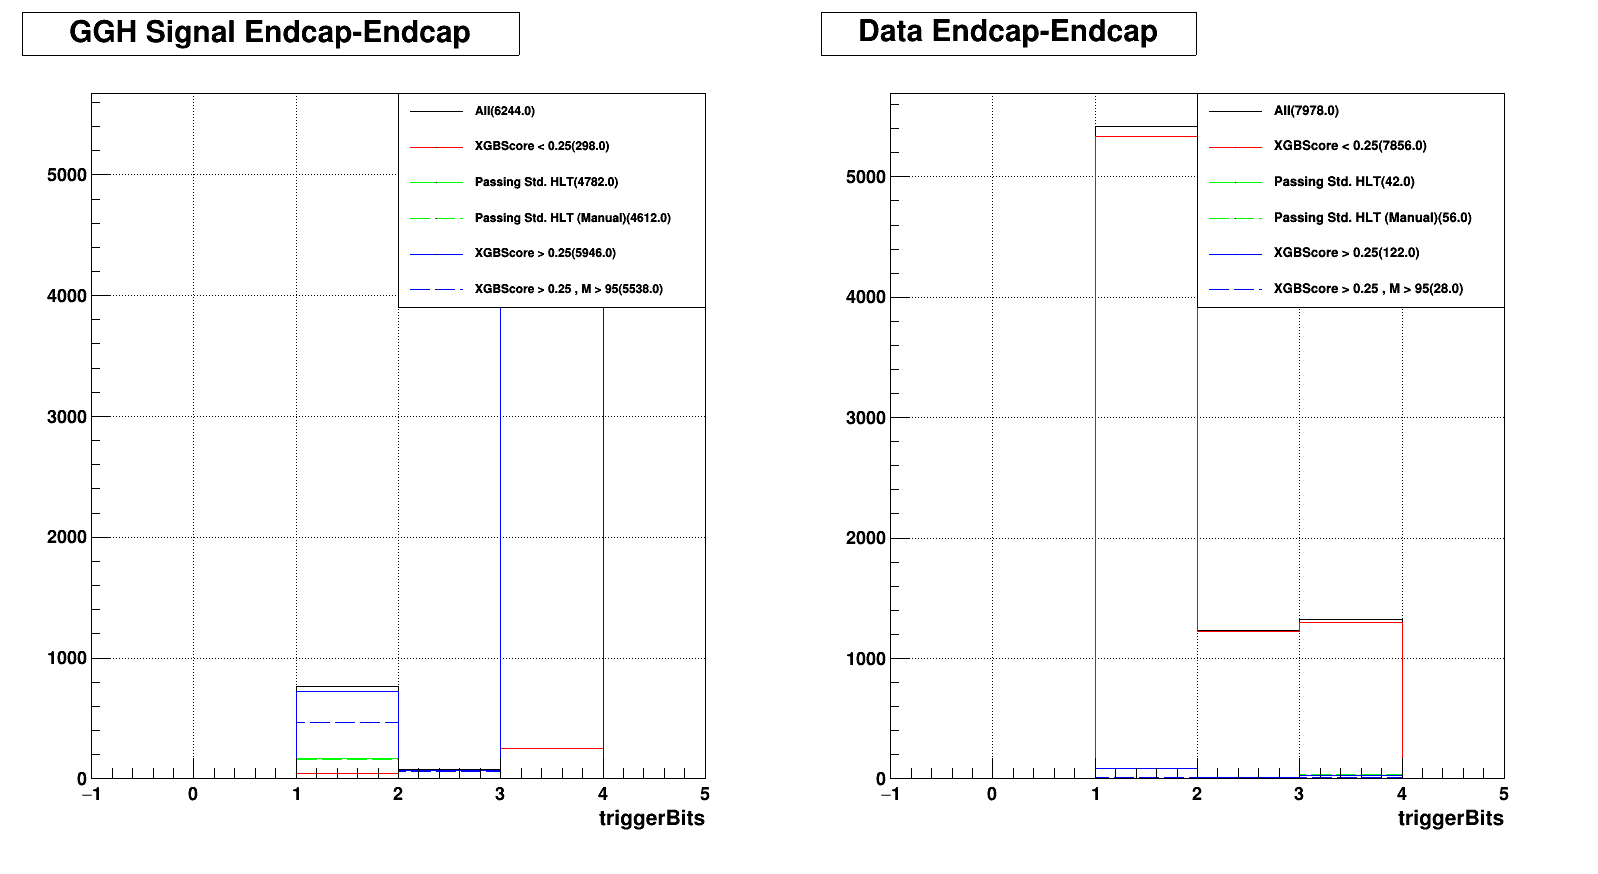 GGH Signal Endcap-Endcap
All(6244.0)
XGBScore < 0.25(298.0)
Passing Std. HLT(4782.0)
Passing Std. HLT (Manual)(4612.0)
XGBScore > 0.25(5946.0)
XGBScore > 0.25 , M > 95(5538.0)
5000
4000
3000
2000
1000
0
−1 0 1 2 3 4 5
triggerBits
Data Endcap-Endcap
All(7978.0)
XGBScore < 0.25(7856.0)
Passing Std. HLT(42.0)
Passing Std. HLT (Manual)(56.0)
XGBScore > 0.25(122.0)
XGBScore > 0.25 , M > 95(28.0)
5000
4000
3000
2000
1000
0
−1 0 1 2 3 4 5
triggerBits